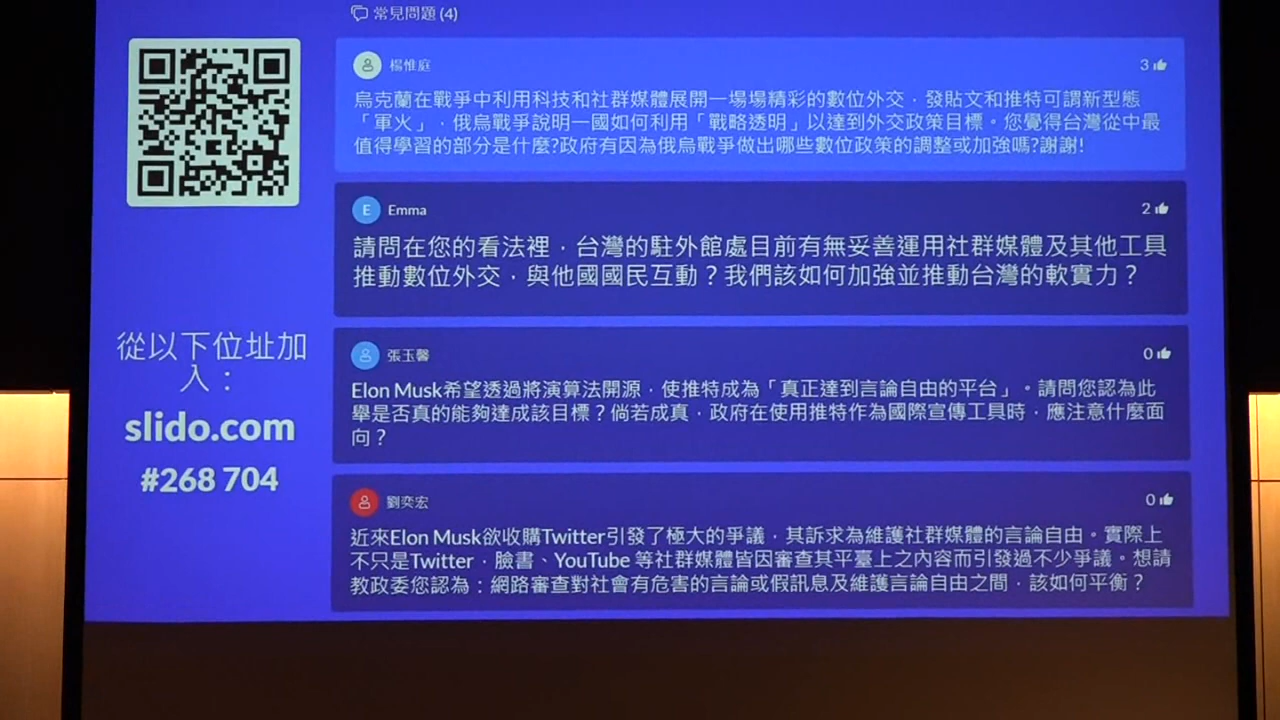 常見問題 (4)
楊惟庭
3
烏克蘭在戰爭中利用科技和社群媒體展開一場場精彩的數位外交，發貼文和推特可謂新型態
「軍火」，俄烏戰爭說明一國如何利用「戰略透明」以達到外交政策目標。您覺得台灣從中最
值得學習的部分是什麼?政府有因為俄烏戰爭做出哪些數位政策的調整或加強嗎?謝謝!
E
Emma
2
請問在您的看法裡，台灣的駐外館處目前有無妥善運用社群媒體及其他工具
推動數位外交，與他國國民互動？我們該如何加強並推動台灣的軟實力？
張玉馨
0
Elon Musk希望透過將演算法開源，使推特成為「真正達到言論自由的平台」。請問您認為此
舉是否真的能夠達成該目標？倘若成真，政府在使用推特作為國際宣傳工具時，應注意什麼面
向？
劉奕宏
0
近來Elon Musk欲收購Twitter引發了極大的爭議，其訴求為維護社群媒體的言論自由。實際上
不只是Twitter，臉書、YouTube 等社群媒體皆因審查其平臺上之內容而引發過不少爭議。想請
教政委您認為：網路審查對社會有危害的言論或假訊息及維護言論自由之間，該如何平衡？
從以下位址加
入：
slido.com
#268 704